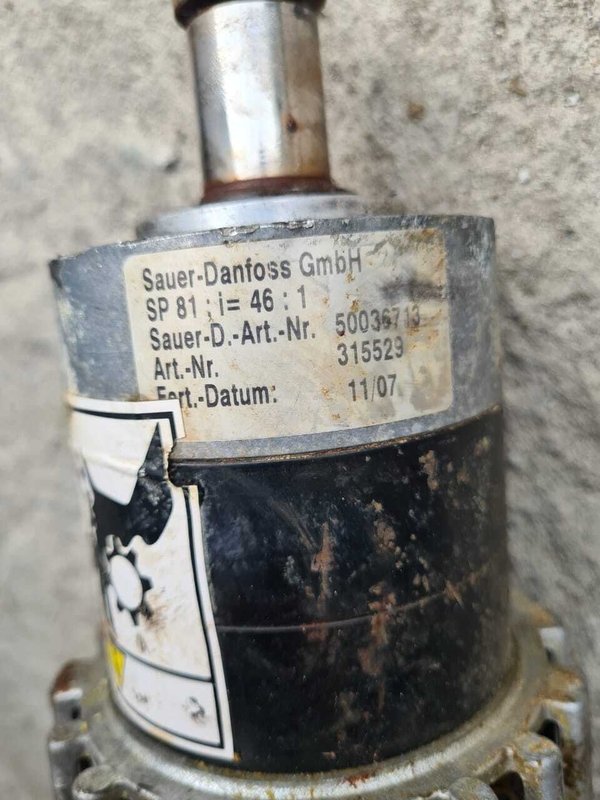 Sauer-Danfoss GmbH
SP 81 : i= 46 : 1
Sauer-D.-Art.-Nr. 50036713
Art.-Nr. 315529
Fert.-Datum: 11/07